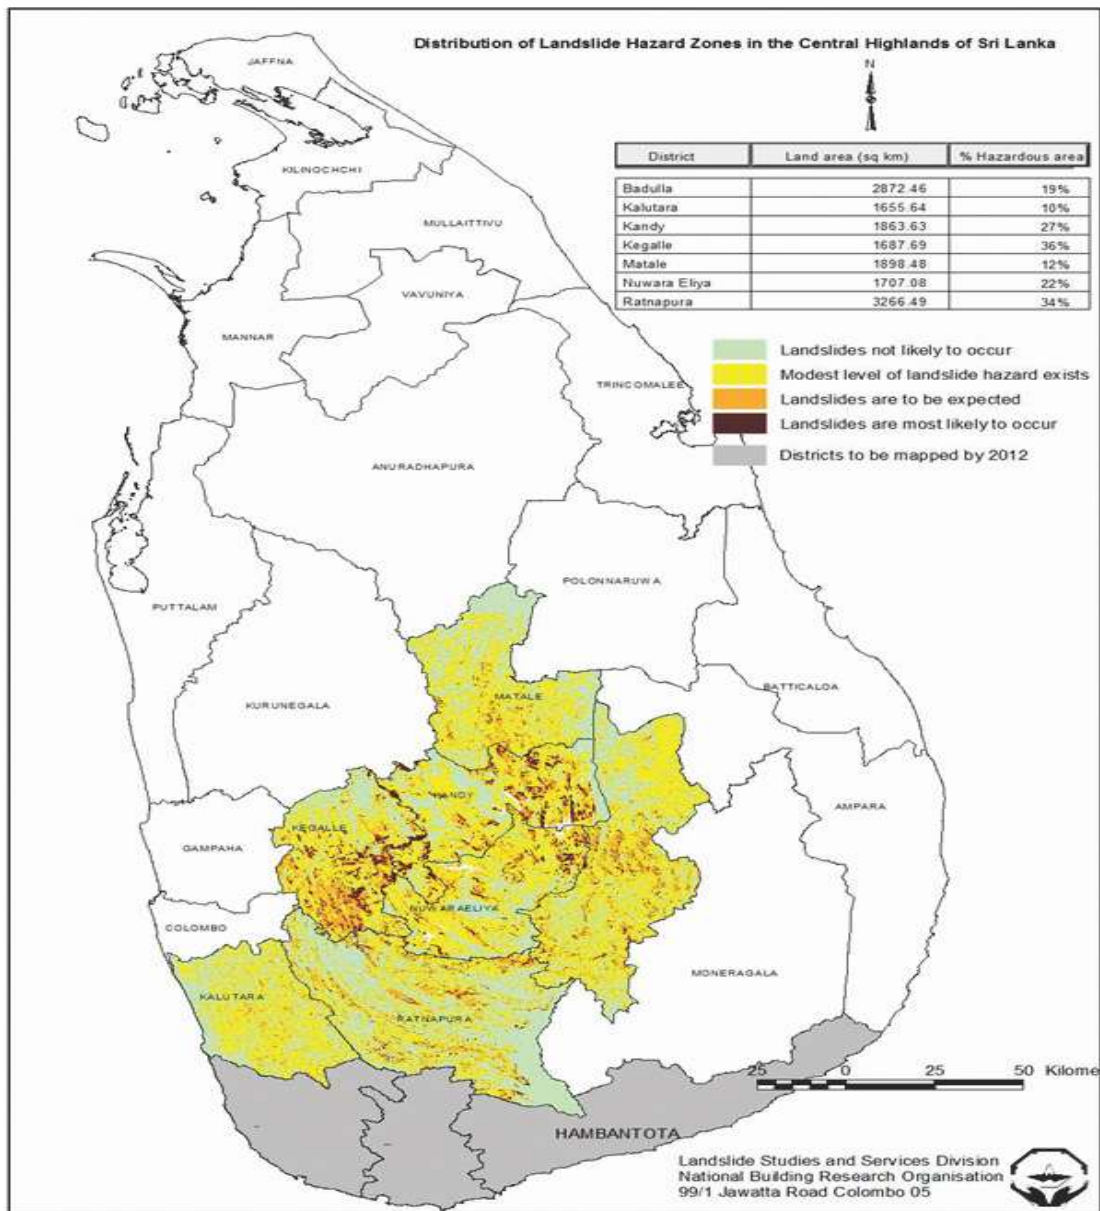 Distribution of Landslide Hazard Zones in the Central Highlands of Sri Lanka
N
JAFFNA
District Land area (sq km) % Hazardous area
Badulla 2872.46 19%
Kalutara 1655.64 10%
Kandy 1863.63 27%
Kegalle 1687.69 36%
Matale 1898.48 12%
Nuwara Eliya 1707.08 22%
Ratnapura 3266.49 34%
KILINOCHCHI
MULLAITTIVU
VAVUNIYA
MANNAR
Landslides not likely to occur
Modest level of landslide hazard exists
Landslides are to be expected
Landslides are most likely to occur
Districts to be mapped by 2012
TRINCOMALEE
ANURADHAPURA
POLONNARUWA
PUTTALAM
BATTICALOA
MATALE
KURUNEGALA
KANDY
AMPARA
KEGALLE
GAMPAHA
NUWARAELIYA
COLOMBO
MONERAGALA
KALUTARA
RATNAPURA
25 0 25 50 Kilome
HAMBANTOTA
Landslide Studies and Services Division
National Building Research Organisation
99/1 Jawatta Road Colombo 05